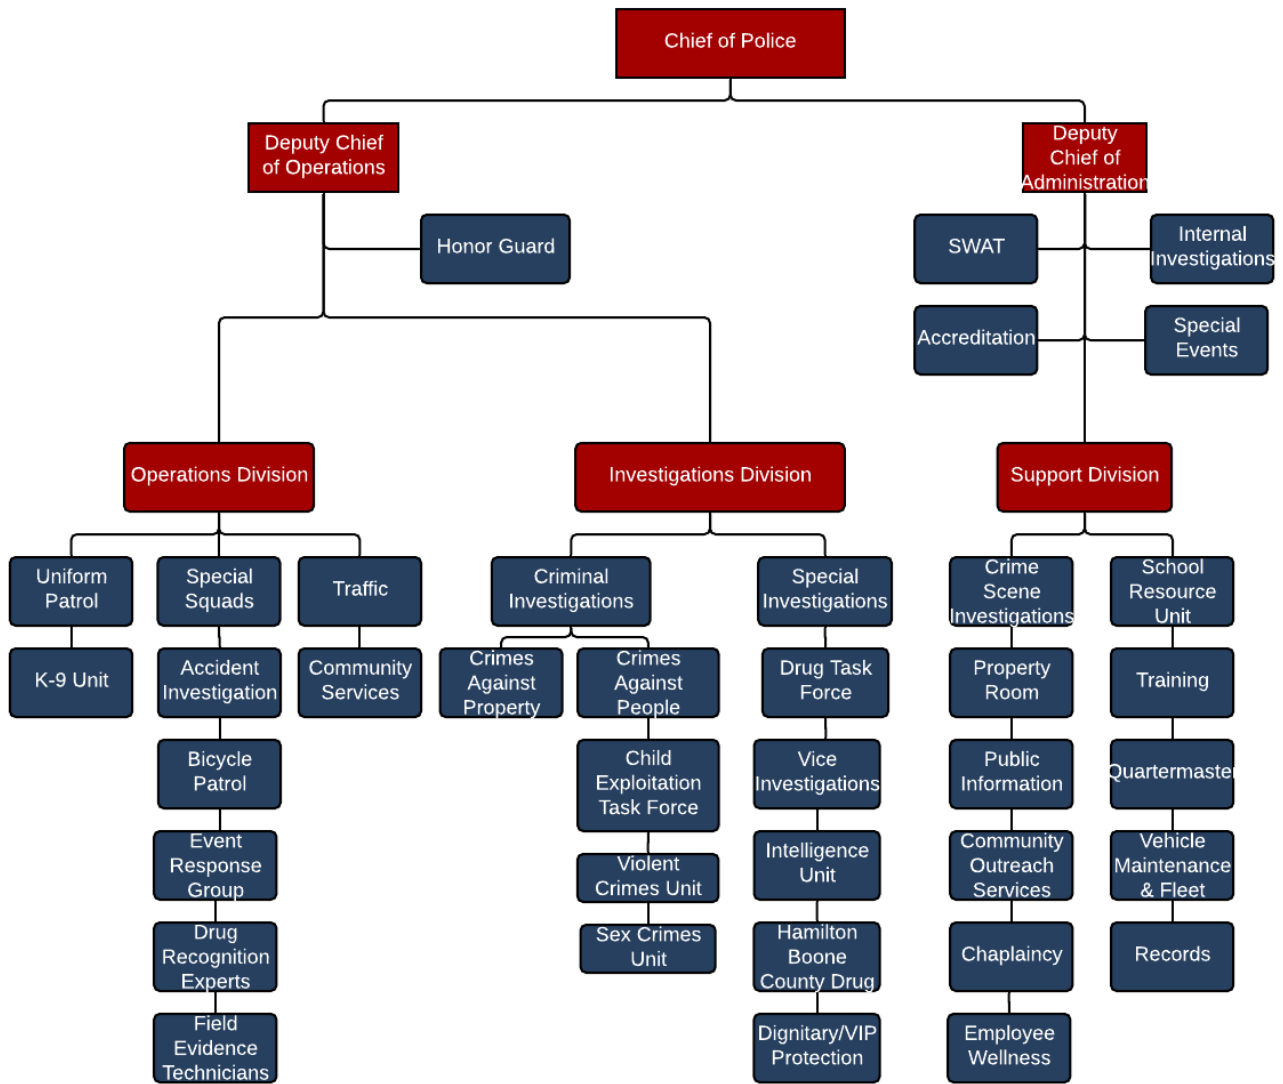 Chief of Police
Deputy Chief
of Operations
Deputy
Chief of
Administration
Honor Guard
SWAT
Internal
Investigations
Accreditation
Special
Events
Operations Division
Investigations Division
Support Division
Uniform
Patrol
Special
Squads
Traffic
Criminal
Investigations
Special
Investigations
Crime
Scene
Investigations
School
Resource
Unit
K-9 Unit
Accident
Investigation
Community
Services
Crimes
Against
Property
Crimes
Against
People
Drug Task
Force
Property
Room
Training
Bicycle
Patrol
Child
Exploitation
Task Force
Vice
Investigations
Public
Information
Quartermaster
Event
Response
Group
Violent
Crimes Unit
Intelligence
Unit
Community
Outreach
Services
Vehicle
Maintenance
& Fleet
Drug
Recognition
Experts
Sex Crimes
Unit
Hamilton
Boone
County Drug
Chaplaincy
Records
Field
Evidence
Technicians
Dignitary/VIP
Protection
Employee
Wellness